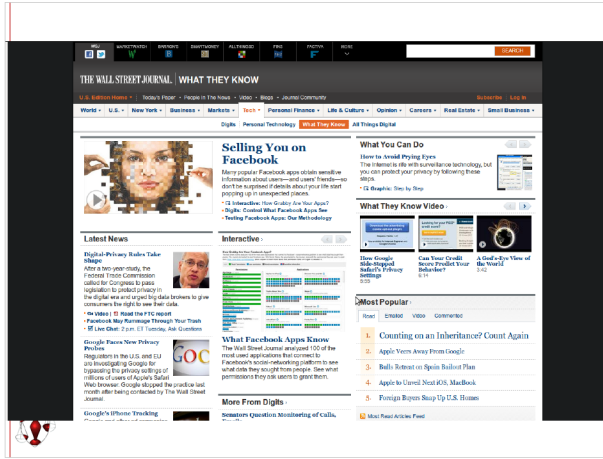 WSJ MARKETWATCH BARRON'S SMARTMONEY ALLTHINGSD FINS FACTIVA MORE
SEARCH
THE WALL STREET JOURNAL. WHAT THEY KNOW
U.S. Edition Home Today's Paper • People In The News • Video • Blogs • Journal Community
Subscribe Log In
World U.S. New York Business Markets Tech Personal Finance Life & Culture Opinion Careers Real Estate Small Business
Digits Personal Technology What They Know All Things Digital
Selling You on
Facebook
Many popular Facebook apps obtain sensitive
information about users—and users' friends—so
don't be surprised if details about your life start
popping up in unexpected places.
• Interactive: How Grabby Are Your Apps?
• Digits: Control What Facebook Apps See
• Testing Facebook Apps: Our Methodology
What You Can Do
How to Avoid Prying Eyes
The Internet is rife with surveillance technology, but
you can protect your privacy by following these
steps.
• Graphic: Step by Step
What They Know Video
How Google
Side-Stepped
Safari's Privacy
Settings
Can Your Credit
Score Predict Your
Behavior?
A God's-Eye View of
the World
3:42
Latest News
Digital-Privacy Rules Take
Shape
After a two-year study, the
Federal Trade Commission
called for Congress to pass
legislation to protect privacy in
the digital era and urged big data brokers to give
consumers the right to see their data.
• Video | Read the FTC report
• Facebook May Rummage Through Your Trash
• Live Chat: 2 p.m. ET Tuesday, Ask Questions
Google Faces New Privacy
Probes
Regulators in the U.S. and EU
are investigating Google for
bypassing the privacy settings of
millions of users of Apple's Safari
Web browser. Google stopped the practice last
month after being contacted by The Wall Street
Journal.
GOO
Google's iPhone Tracking
Interactive
What Facebook Apps Know
The Wall Street Journal analyzed 100 of the
most used applications that connect to
Facebook's social-networking platform to see
what data they sought from people. See what
permissions they ask users to grant them.
More From Digits
Senators Question Monitoring of Calls,
Most Popular
Read Emailed Video Commented
1. Counting on an Inheritance? Count Again
2. Apple Veers Away From Google
3. Bulls Retreat on Spain Bailout Plan
4. Apple to Unveil Next iOS, MacBook
5. Foreign Buyers Snap Up U.S. Homes
Most Read Articles Feed